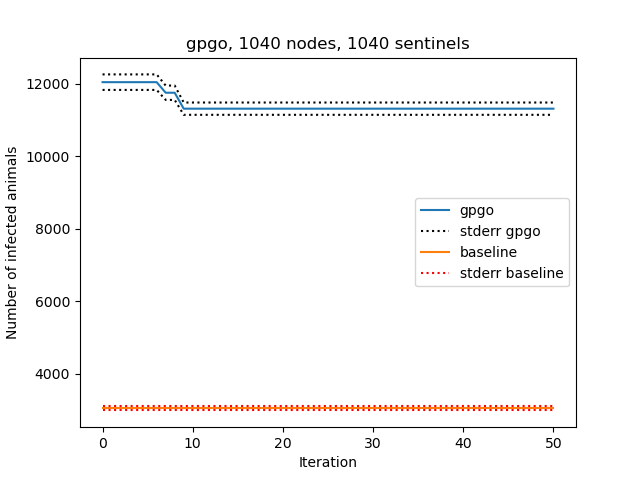 gpgo, 1040 nodes, 1040 sentinels
12000
10000
8000
6000
4000
Number of infected animals
gpgo
stderr gpgo
baseline
stderr baseline
0 10 20 30 40 50
Iteration